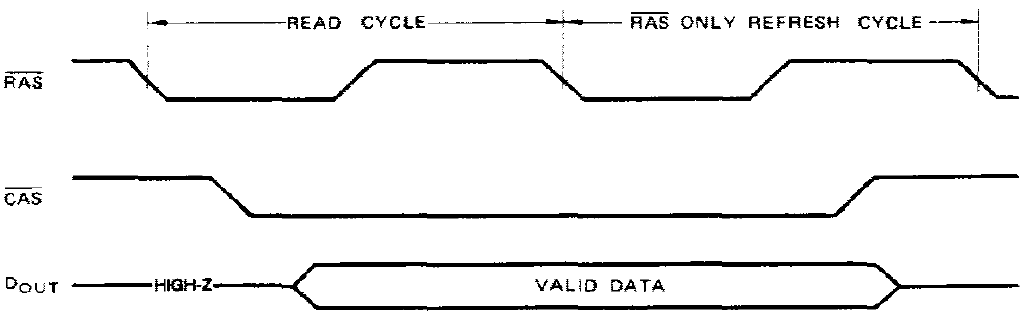 READ CYCLE
RAS ONLY REFRESH CYCLE
RAS
CAS
DOUT
HIGH-Z
VALID DATA